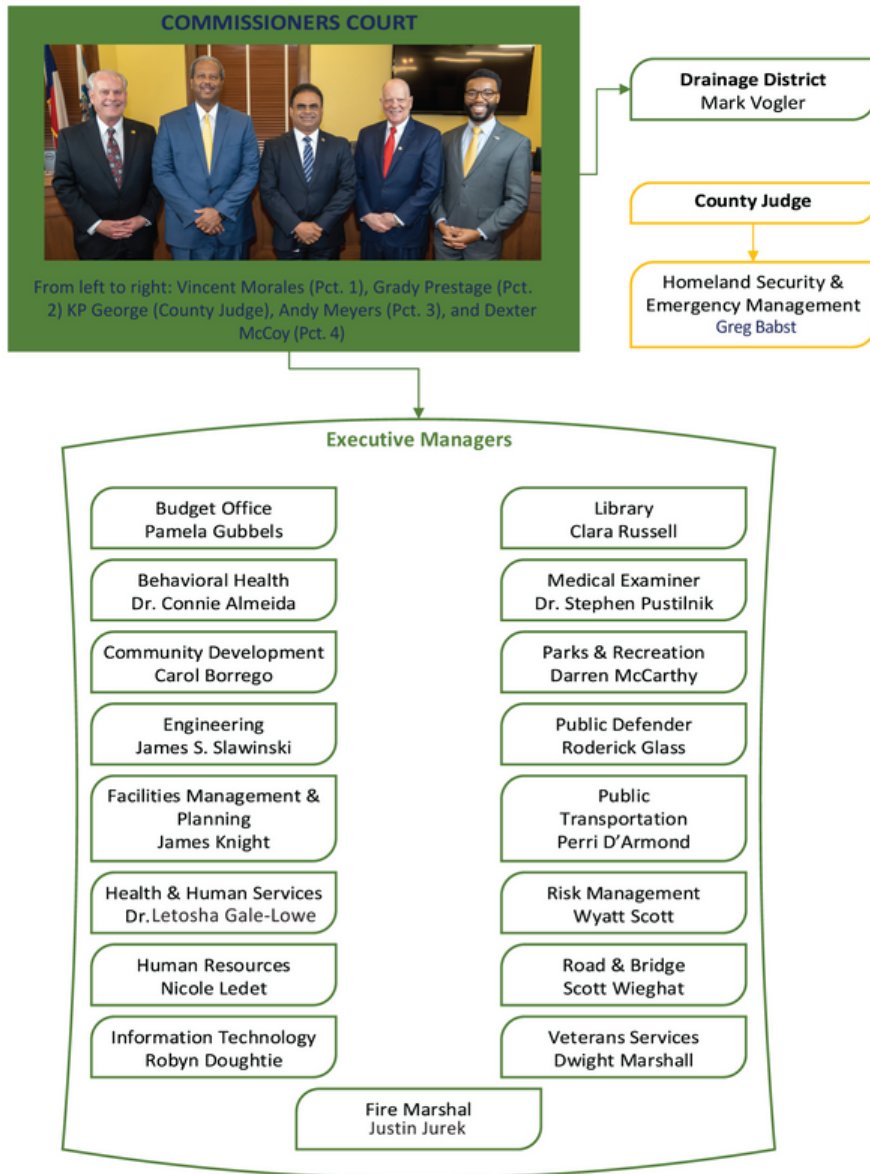 COMMISSIONERS COURT
From left to right: Vincent Morales (Pct. 1), Grady Prestage (Pct.
2) KP George (County Judge), Andy Meyers (Pct. 3), and Dexter
McCoy (Pct. 4)
Drainage District
Mark Vogler
County Judge
Homeland Security &
Emergency Management
Greg Babst
Executive Managers
Budget Office
Pamela Gubbels
Behavioral Health
Dr. Connie Almeida
Community Development
Carol Borrego
Engineering
James S. Slawinski
Facilities Management &
Planning
James Knight
Health & Human Services
Dr. Letosha Gale-Lowe
Human Resources
Nicole Ledet
Information Technology
Robyn Doughtie
Library
Clara Russell
Medical Examiner
Dr. Stephen Pustilnik
Parks & Recreation
Darren McCarthy
Public Defender
Roderick Glass
Public
Transportation
Perri D’Armond
Risk Management
Wyatt Scott
Road & Bridge
Scott Wieghat
Veterans Services
Dwight Marshall
Fire Marshal
Justin Jurek